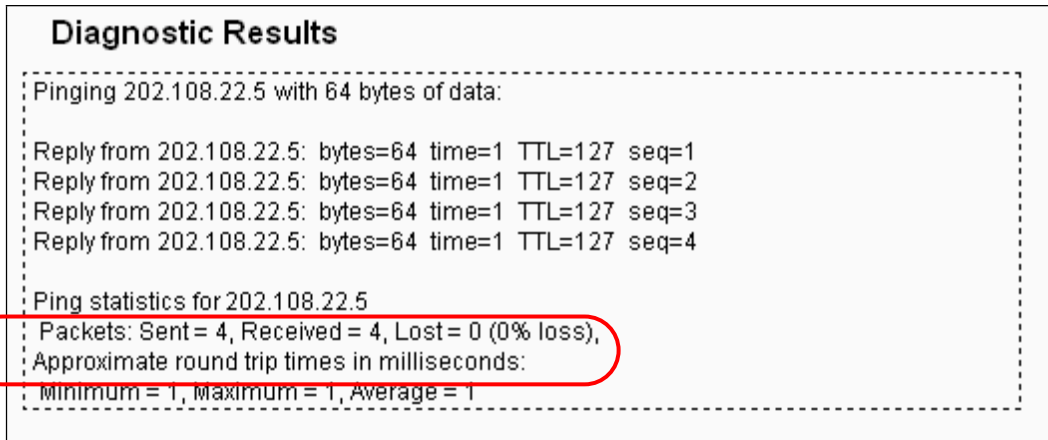 Diagnostic Results
Pinging 202.108.22.5 with 64 bytes of data:
Reply from 202.108.22.5: bytes=64 time=1 TTL=127 seq=1
Reply from 202.108.22.5: bytes=64 time=1 TTL=127 seq=2
Reply from 202.108.22.5: bytes=64 time=1 TTL=127 seq=3
Reply from 202.108.22.5: bytes=64 time=1 TTL=127 seq=4
Ping statistics for 202.108.22.5
Packets: Sent = 4, Received = 4, Lost = 0 (0% loss),
Approximate round trip times in milliseconds:
Minimum = 1, Maximum = 1, Average = 1